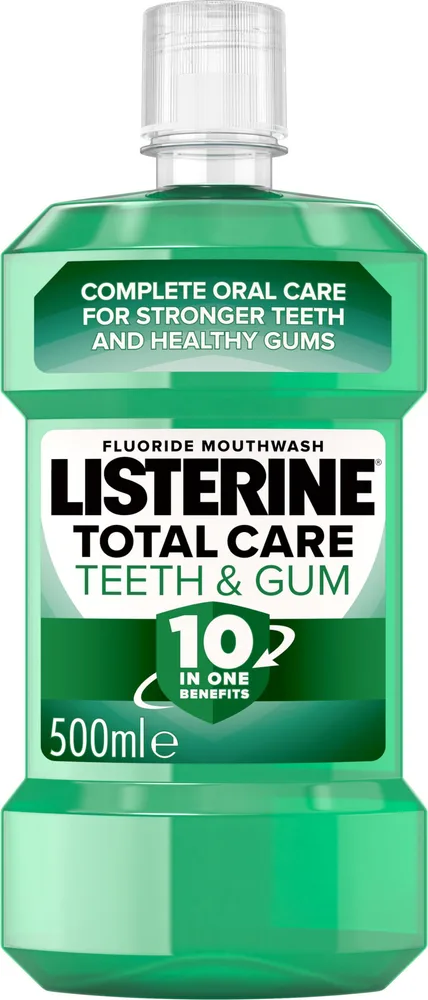 COMPLETE ORAL CARE
FOR STRONGER TEETH
AND HEALTHY GUMS
FLUORIDE MOUTHWASH
LISTERINE®
TOTAL CARE
TEETH & GUM
10
IN ONE
BENEFITS
500ml℮